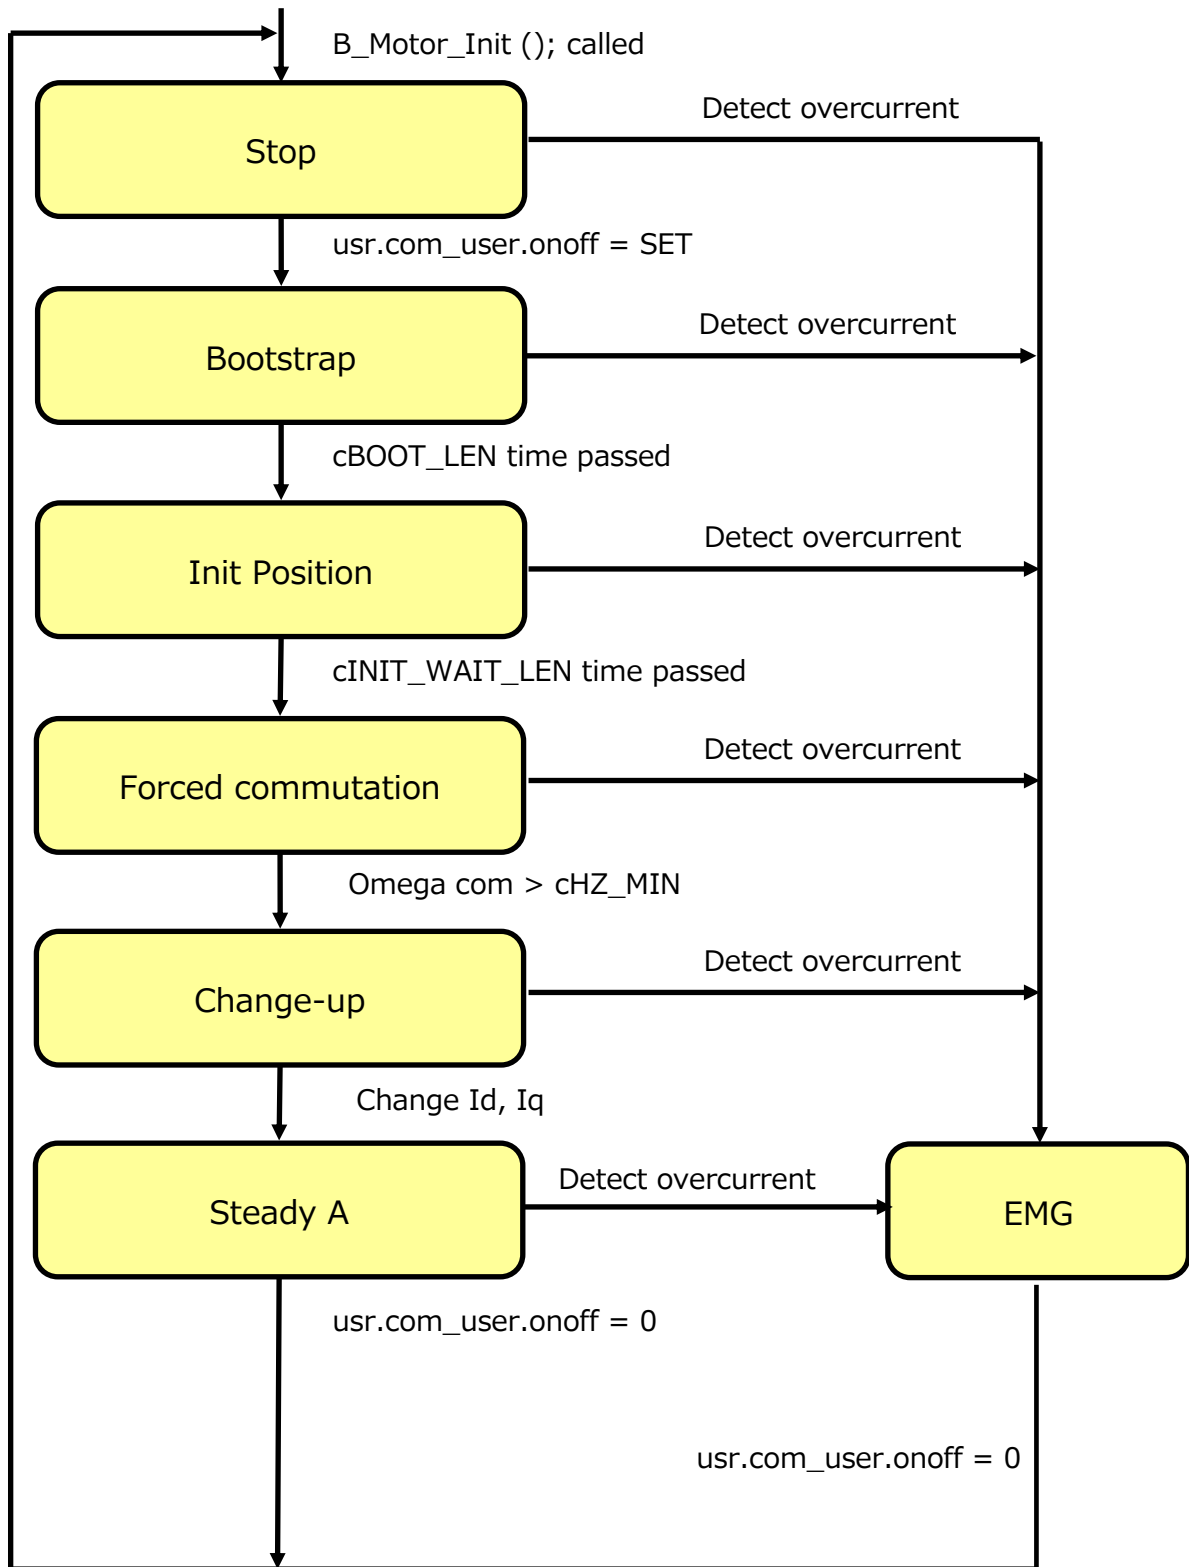 B_Motor_Init (); called
Detect overcurrent
Stop
usr.com_user.onoff = SET
Detect overcurrent
Bootstrap
cBOOT_LEN time passed
Detect overcurrent
Init Position
cINIT_WAIT_LEN time passed
Detect overcurrent
Forced commutation
Omega com > cHZ_MIN
Detect overcurrent
Change-up
Change Id, Iq
Detect overcurrent
Steady A
EMG
usr.com_user.onoff = 0
usr.com_user.onoff = 0